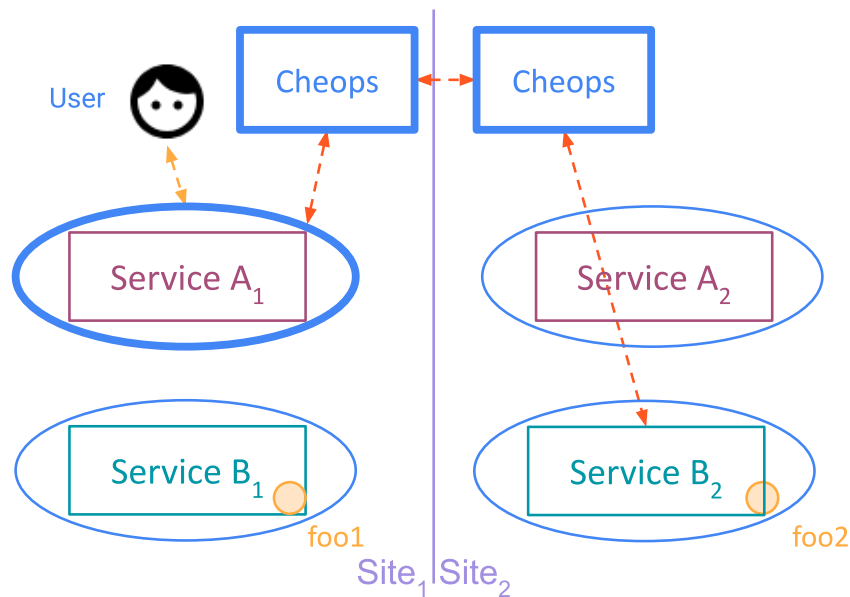 User
Cheops
Cheops
Service A1
Service A2
Service B1
Service B2
foo1
foo2
Site1
Site2